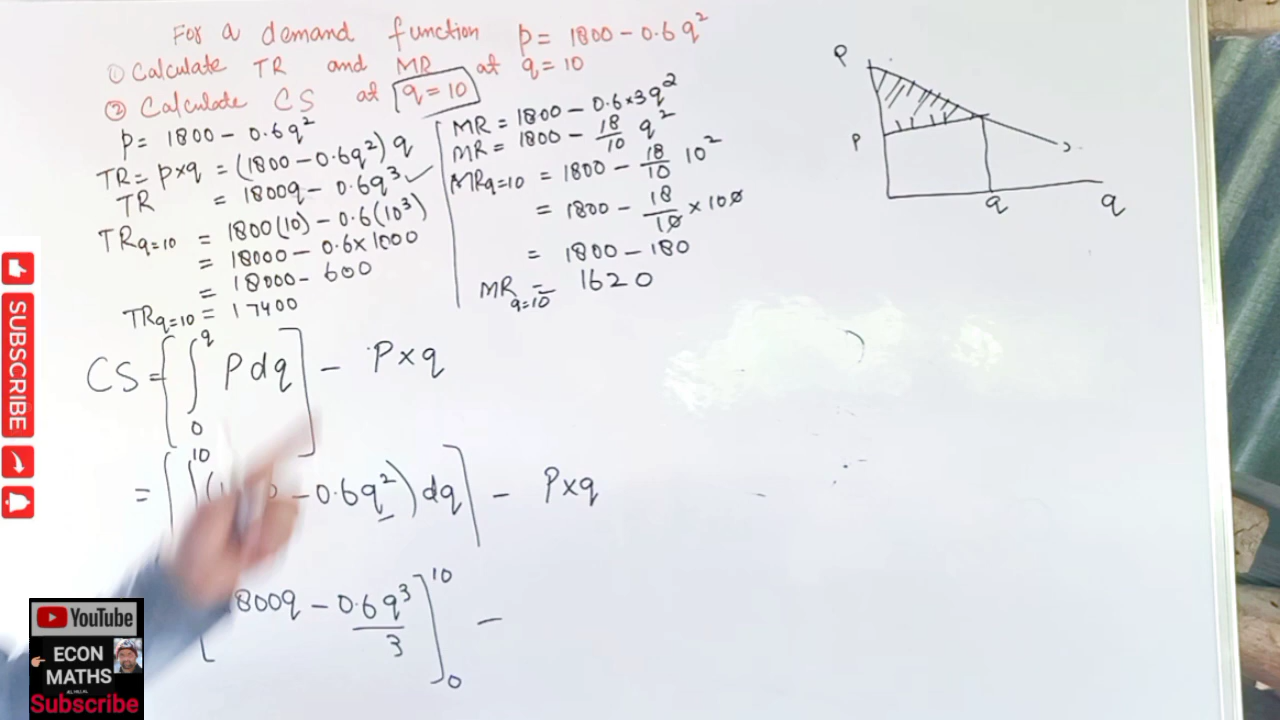 For a demand function p = 1800 - 0.6q²
① Calculate TR and MR at q = 10
② Calculate CS at q = 10
p = 1800 - 0.6q²
TR = p×q = (1800 - 0.6q²) q
TR = 1800q - 0.6q³ ✓
TRq=10 = 1800(10) - 0.6(10³)
= 18000 - 0.6×1000
= 18000 - 600
TRq=10 = 17400
MR = 1800 - 0.6×3q²
MR = 1800 - 18/10 q²
MRq=10 = 1800 - 18/10 10²
= 1800 - 18/10 × 100
= 1800 - 180
MRq=10 = 1620
P
P
q
q
CS = [∫₀^q P dq] - P×q
= [∫^10 ( - 0.6q²) dq] - P×q
[ 800q - 0.6q³/3]₀^10 -
SUBSCRIBE
YouTube
ECON
MATHS
Subscribe